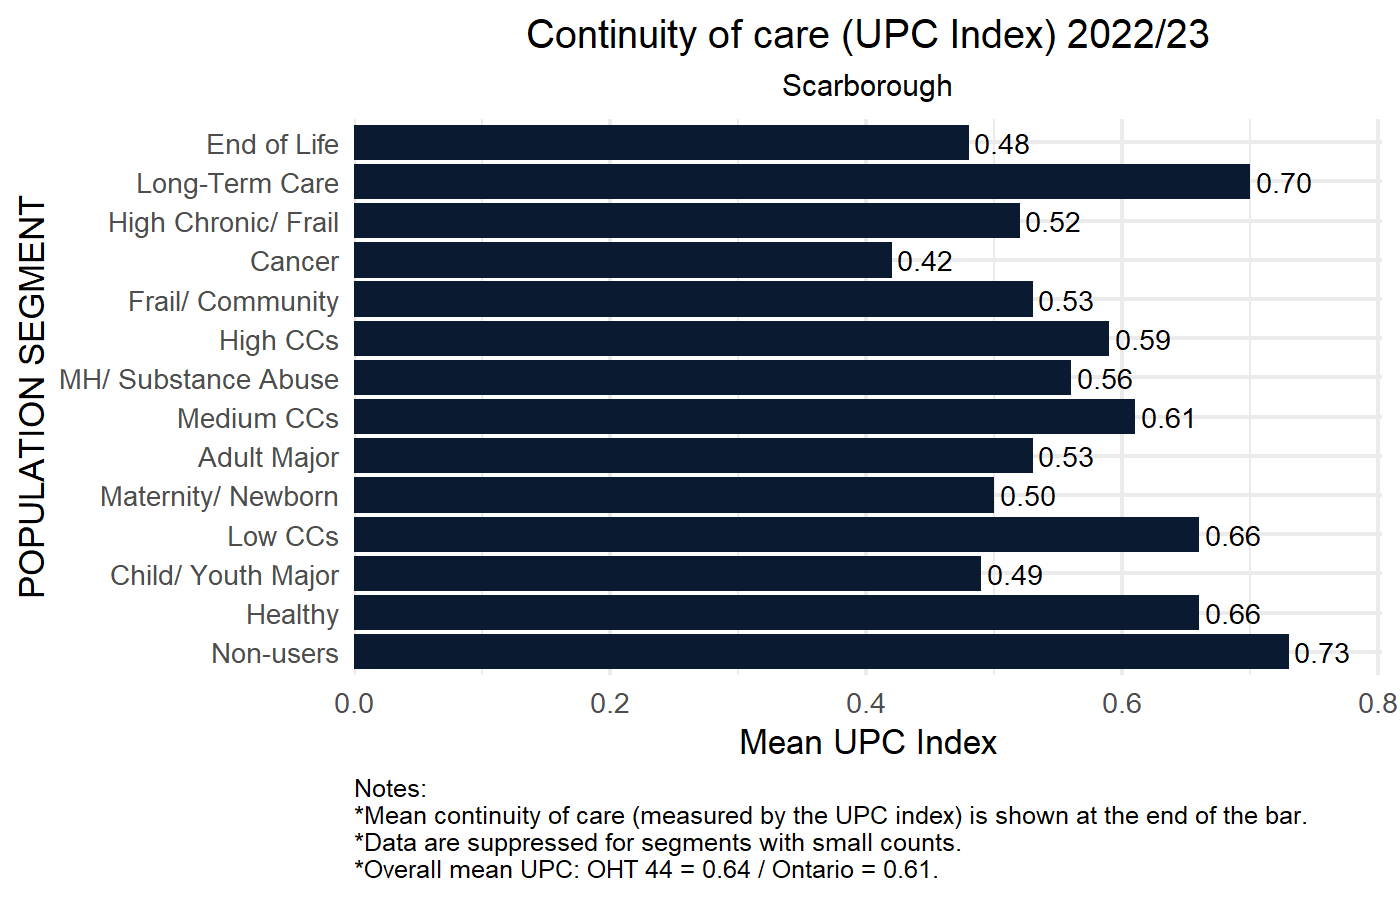 Continuity of care (UPC Index) 2022/23
Scarborough
POPULATION SEGMENT
End of Life 0.48
Long-Term Care 0.70
High Chronic/ Frail 0.52
Cancer 0.42
Frail/ Community 0.53
High CCs 0.59
MH/ Substance Abuse 0.56
Medium CCs 0.61
Adult Major 0.53
Maternity/ Newborn 0.50
Low CCs 0.66
Child/ Youth Major 0.49
Healthy 0.66
Non-users 0.73
0.0 0.2 0.4 0.6 0.8
Mean UPC Index
Notes:
*Mean continuity of care (measured by the UPC index) is shown at the end of the bar.
*Data are suppressed for segments with small counts.
*Overall mean UPC: OHT 44 = 0.64 / Ontario = 0.61.